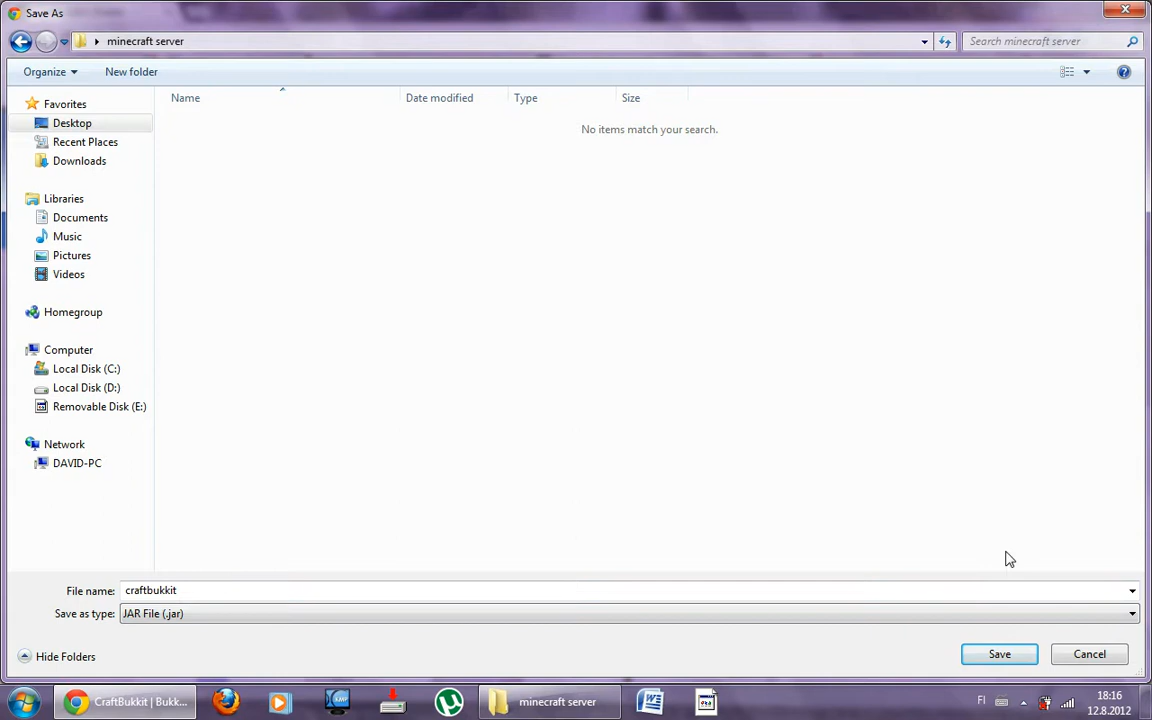 Save As
minecraft server
Search minecraft server
Organize
New folder
Name
Date modified
Type
Size
No items match your search.
Favorites
Desktop
Recent Places
Downloads
Libraries
Documents
Music
Pictures
Videos
Homegroup
Computer
Local Disk (C:)
Local Disk (D:)
Removable Disk (E:)
Network
DAVID-PC
File name: craftbukkit
Save as type: JAR File (.jar)
Hide Folders
Save
Cancel
CraftBukkit | Bukk...
minecraft server
FI
18:16
12.8.2012